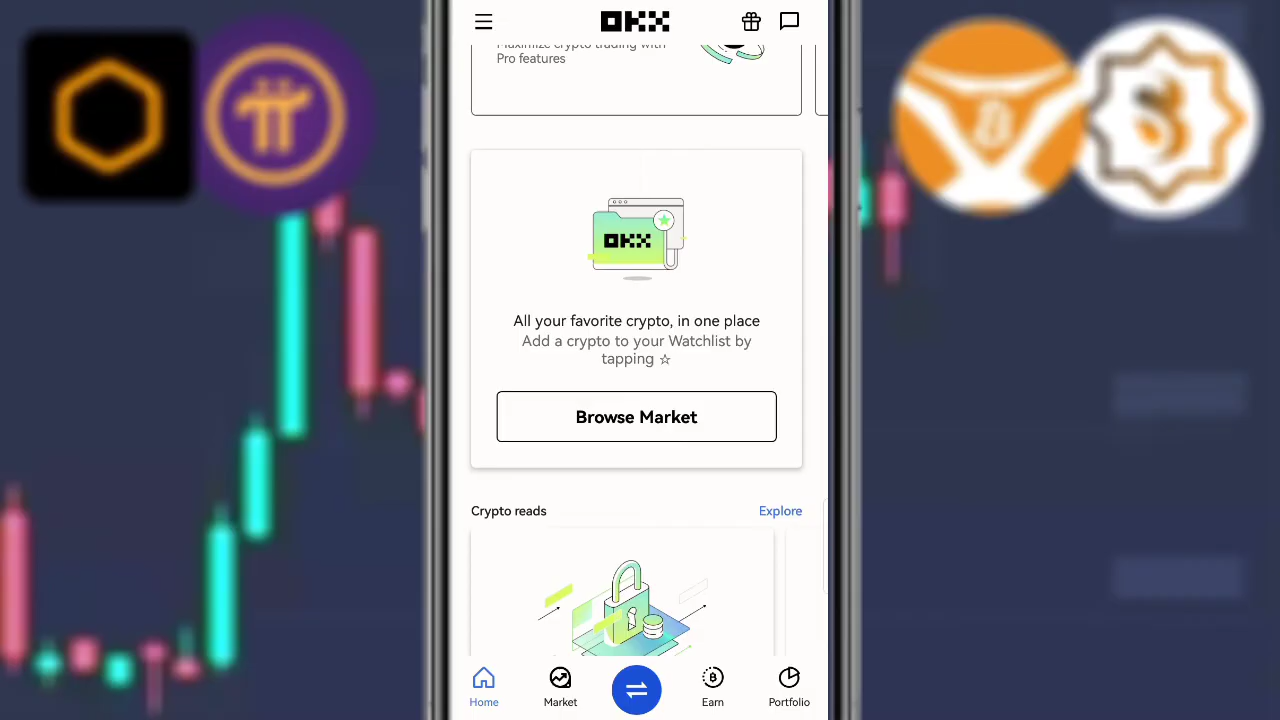 OKX
Maximize crypto trading with
Pro features
OKX
All your favorite crypto, in one place
Add a crypto to your Watchlist by
tapping ☆
Browse Market
Crypto reads
Explore
Home
Market
Earn
Portfolio